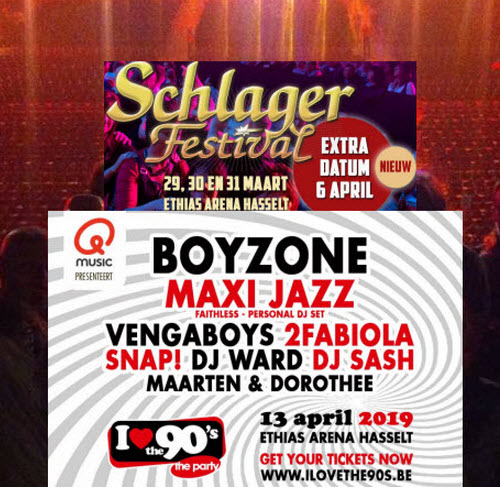 Schlager
Festival
29, 30 EN 31 MAART
ETHIAS ARENA HASSELT
EXTRA
DATUM
6 APRIL
NIEUW
Q
MUSIC
PRESENTEERT
BOYZONE
MAXI JAZZ
FAITHLESS - PERSONAL DJ SET
VENGABOYS 2FABIOLA
SNAP! DJ WARD DJ SASH
MAARTEN & DOROTHEE
I ♥
the 90's
the party
13 april 2019
ETHIAS ARENA HASSELT
GET YOUR TICKETS NOW
WWW.ILOVETHE90S.BE